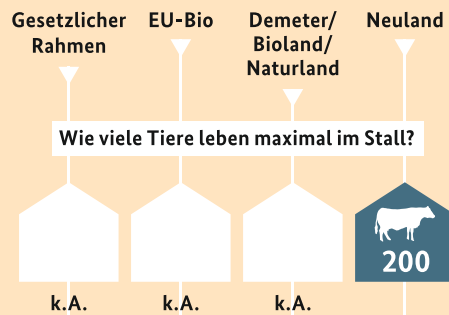 Gesetzlicher
Rahmen
EU-Bio
Demeter/
Bioland/
Naturland
Neuland
Wie viele Tiere leben maximal im Stall?
200
k.A.
k.A.
k.A.